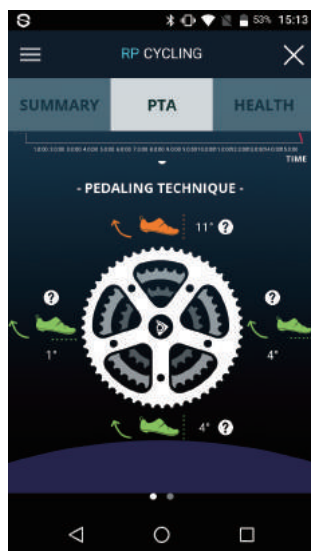 53% 15:13
RP CYCLING
SUMMARY PTA HEALTH
TIME
- PEDALING TECHNIQUE -
11° ?
? ?
1° 4°
4° ?